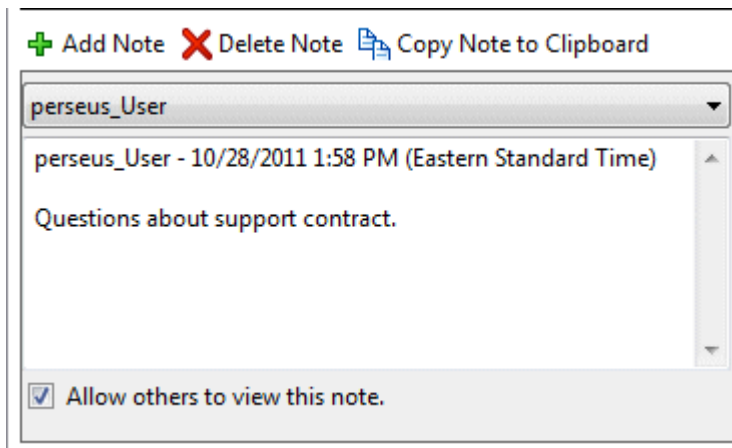 Add Note Delete Note Copy Note to Clipboard
perseus_User
perseus_User - 10/28/2011 1:58 PM (Eastern Standard Time)
Questions about support contract.
Allow others to view this note.